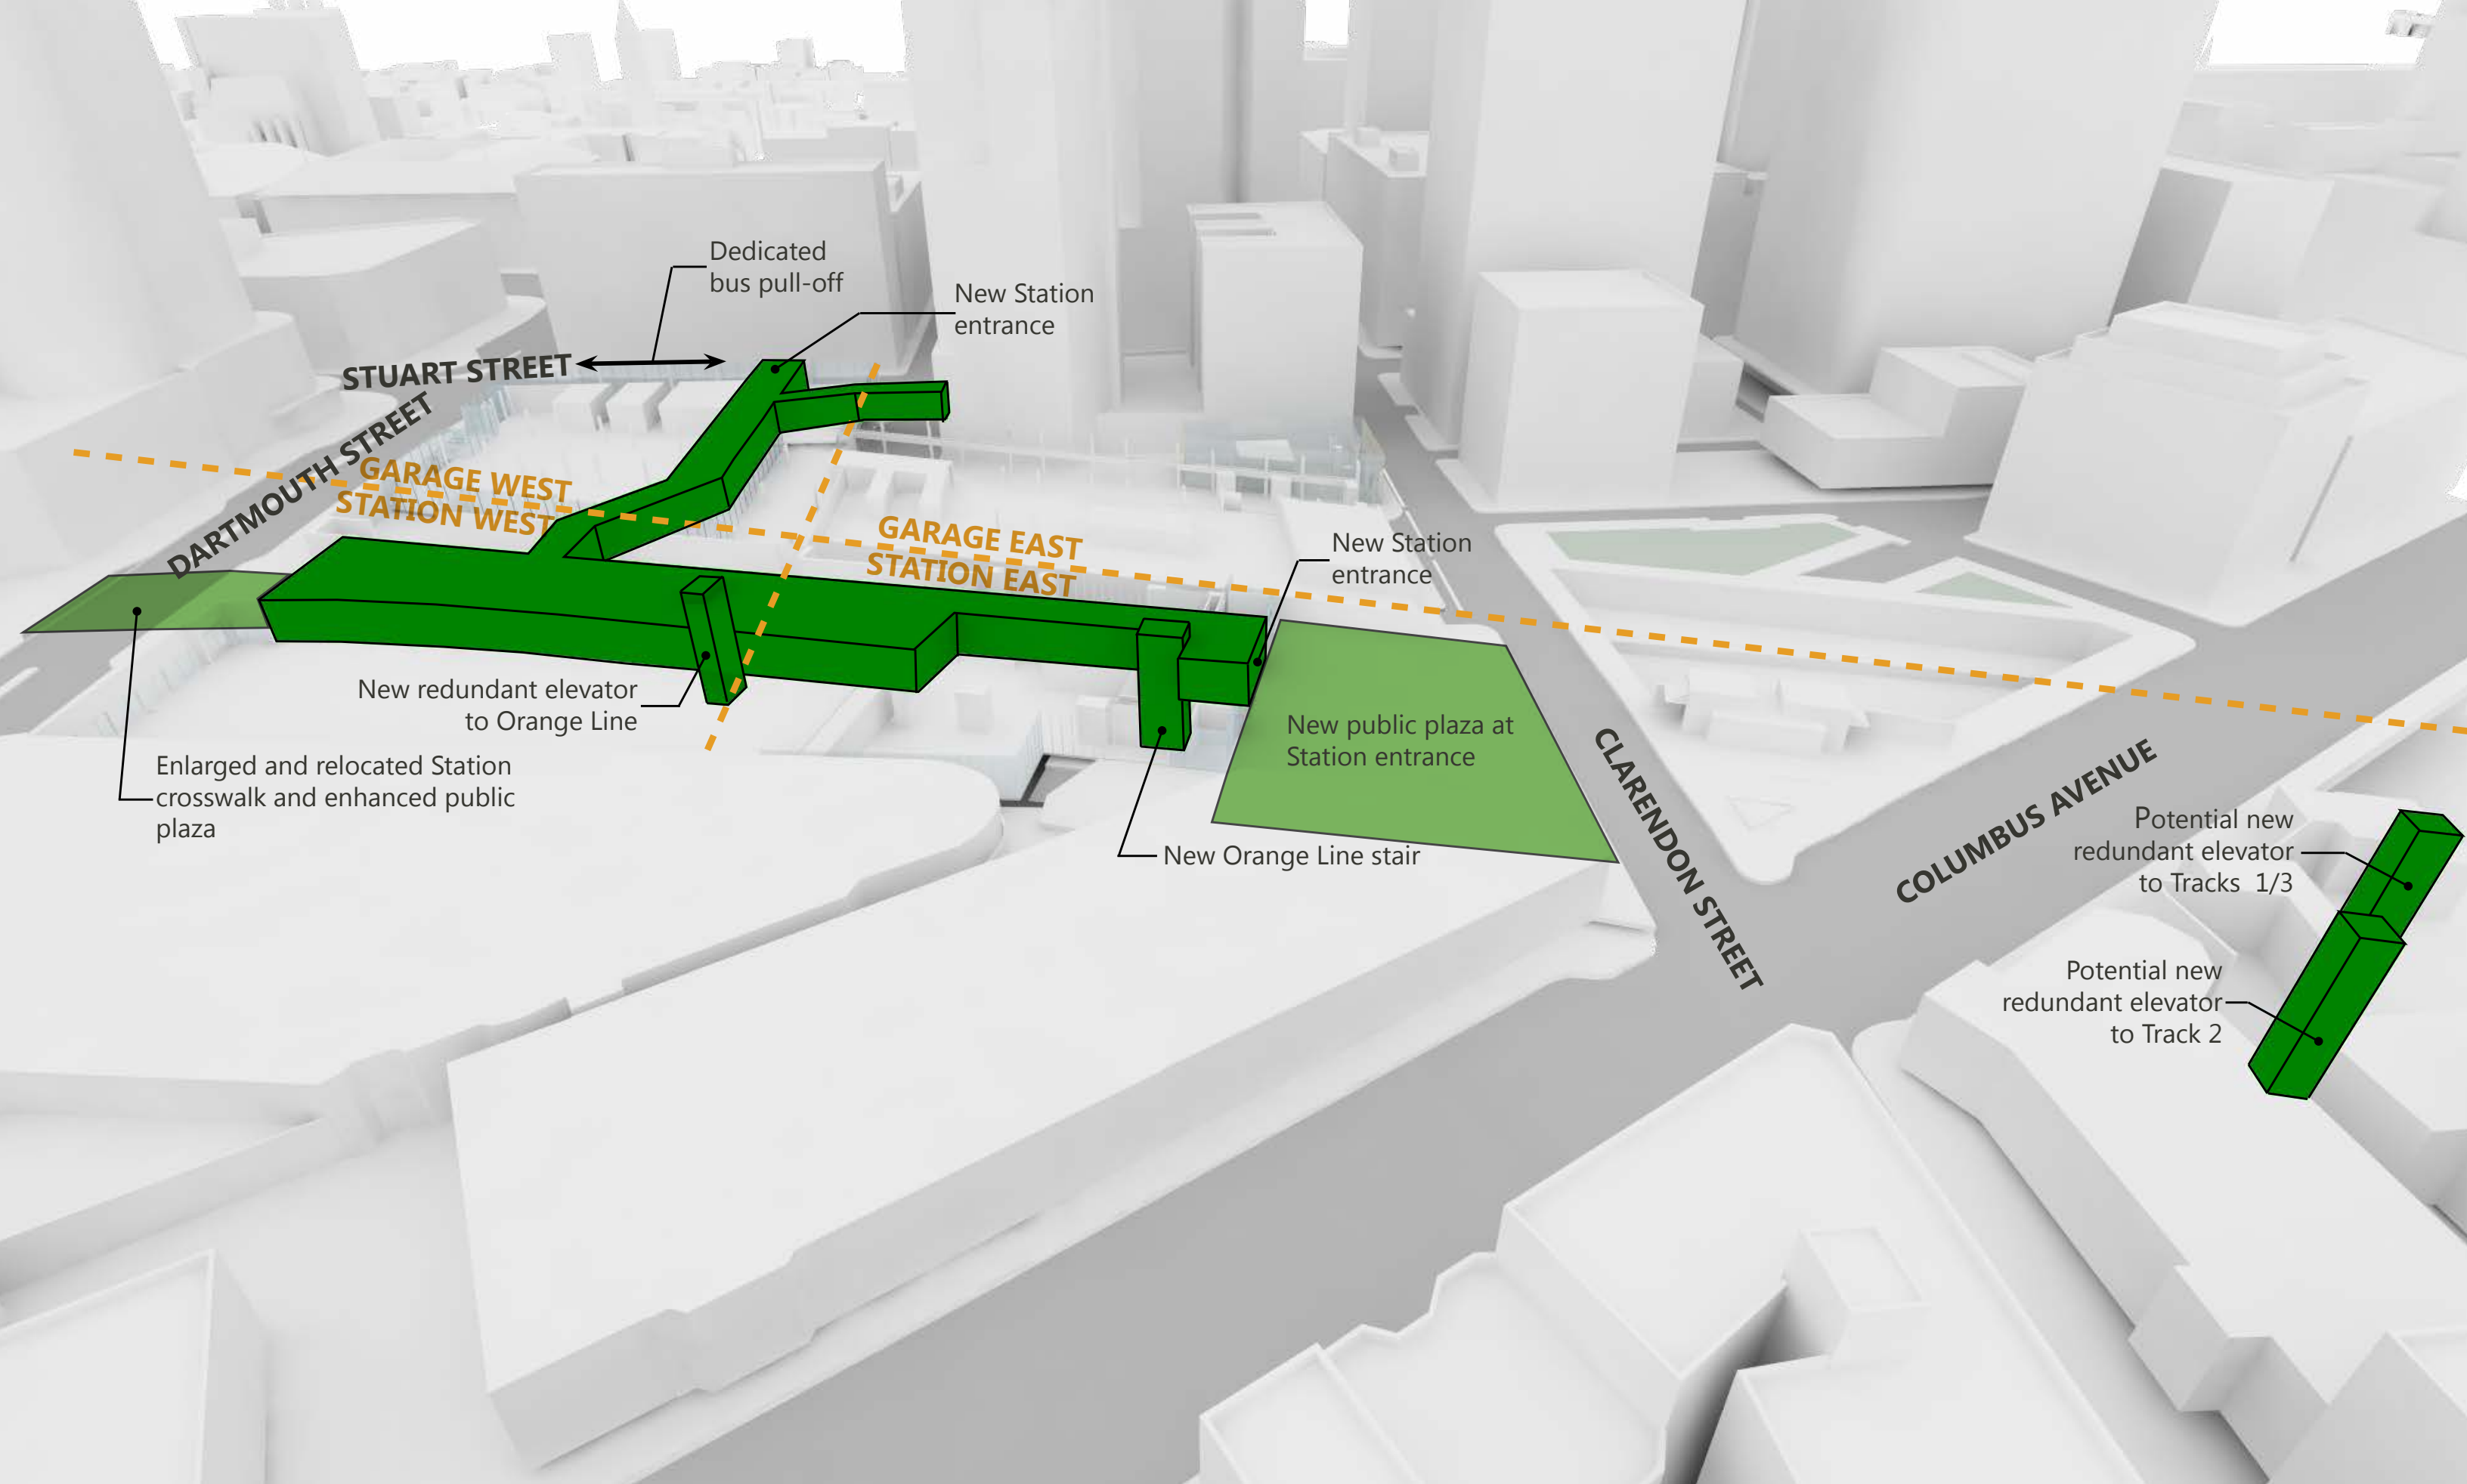 Dedicated
bus pull-off
New Station
entrance
STUART STREET
DARTMOUTH STREET
GARAGE WEST
STATION WEST
GARAGE EAST
STATION EAST
New Station
entrance
New redundant elevator
to Orange Line
New public plaza at
Station entrance
Enlarged and relocated Station
crosswalk and enhanced public
plaza
New Orange Line stair
CLARENDON STREET
COLUMBUS AVENUE
Potential new
redundant elevator
to Tracks 1/3
Potential new
redundant elevator
to Track 2